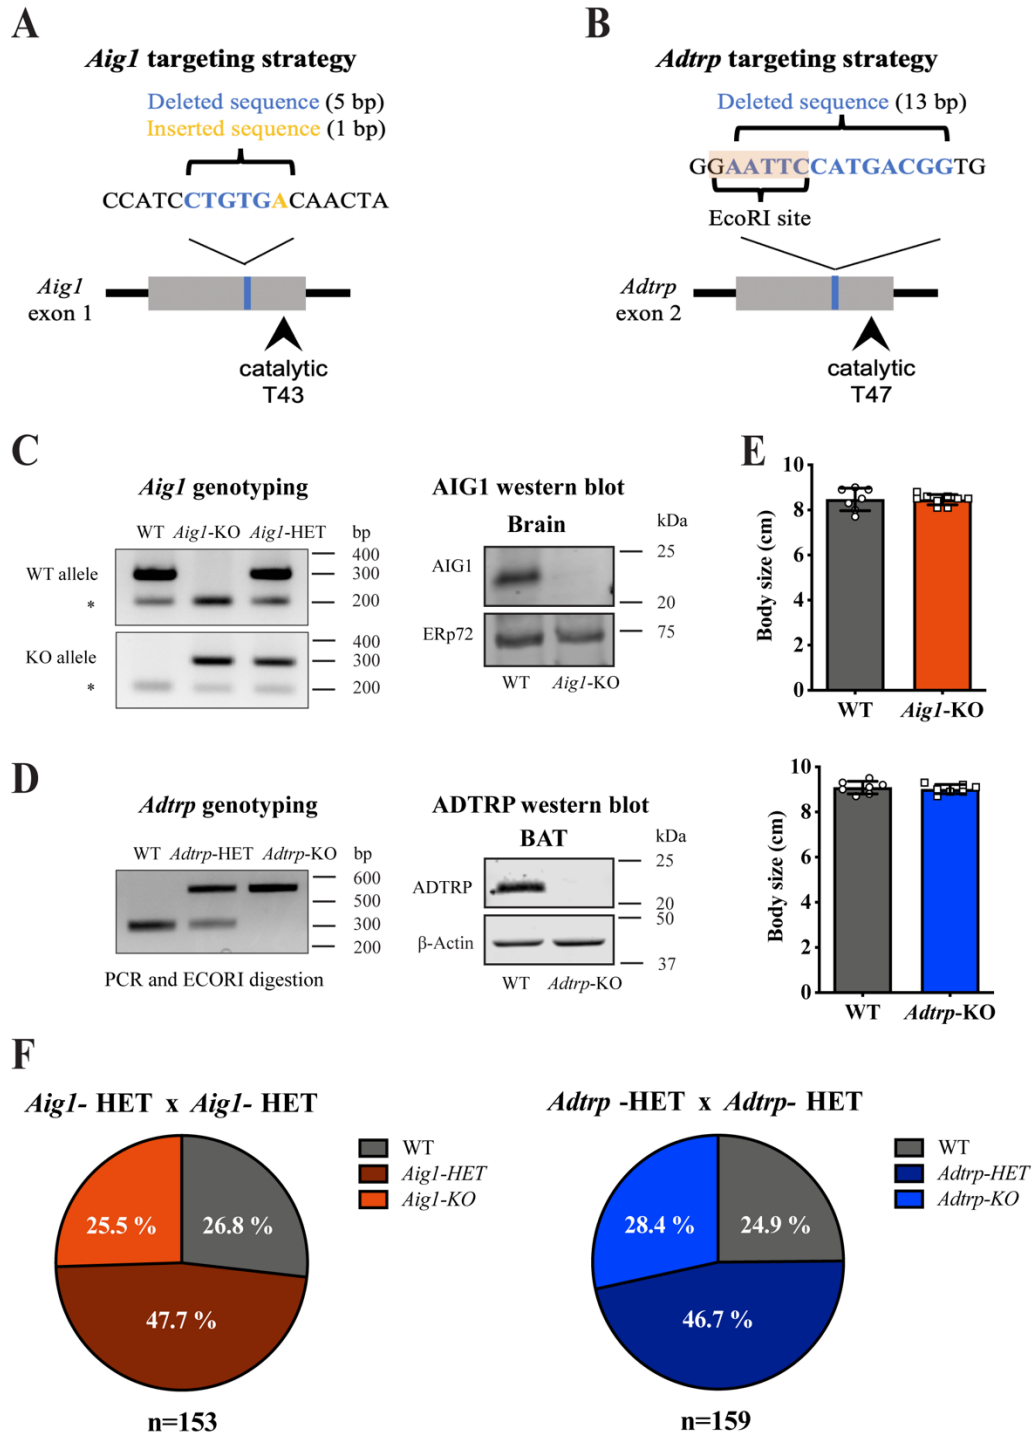 A
Aig1 targeting strategy
Deleted sequence (5 bp)
Inserted sequence (1 bp)
CCATCCTGTGACAACTA
Aig1
exon 1
catalytic
T43
B
Adtrp targeting strategy
Deleted sequence (13 bp)
GGAATTCCATGACGGTG
EcoRI site
Adtrp
exon 2
catalytic
T47
C
Aig1 genotyping
WT Aig1-KO Aig1-HET bp
WT allele
*
400
300
200
KO allele
*
400
300
200
AIG1 western blot
Brain
kDa
AIG1
25
20
ERp72
75
WT Aig1-KO
D
Adtrp genotyping
WT Adtrp-HET Adtrp-KO bp
600
500
300
200
PCR and ECORI digestion
ADTRP western blot
BAT
kDa
ADTRP
25
20
50
β-Actin
37
WT Adtrp-KO
E
Body size (cm)
10
8
6
4
2
0
WT Aig1-KO
Body size (cm)
10
8
6
4
2
0
WT Adtrp-KO
F
Aig1- HET x Aig1- HET
25.5 %
26.8 %
47.7 %
WT
Aig1-HET
Aig1-KO
n=153
Adtrp -HET x Adtrp- HET
28.4 %
24.9 %
46.7 %
WT
Adtrp-HET
Adtrp-KO
n=159